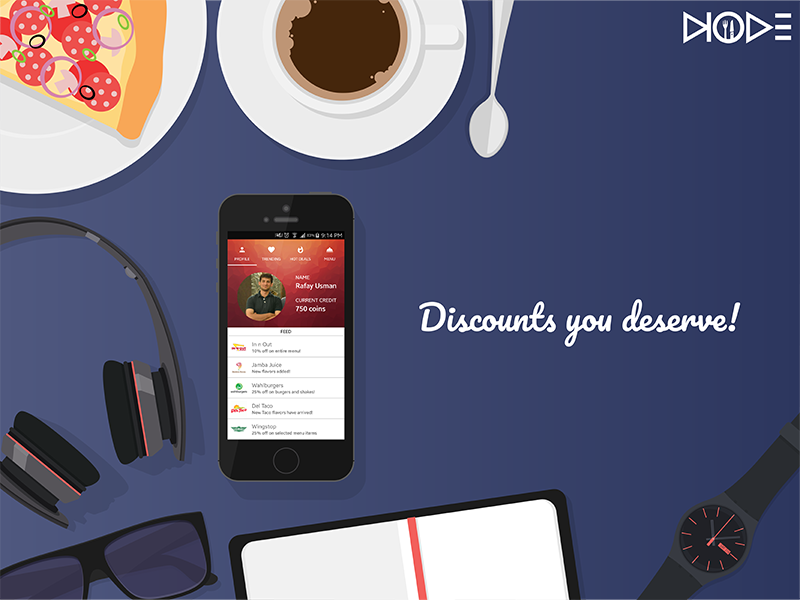 DIODE
9:14 PM
PROFILE TRENDING HOT DEALS MENU
NAME
Rafay Usman
CURRENT CREDIT
750 coins
FEED
In n Out
10% off on entire menu!
Jamba Juice
New flavors added!
Wahlburgers
25% off on burgers and shakes!
Del Taco
New Taco flavors have arrived!
Wingstop
25% off on selected menu items
Discounts you deserve!